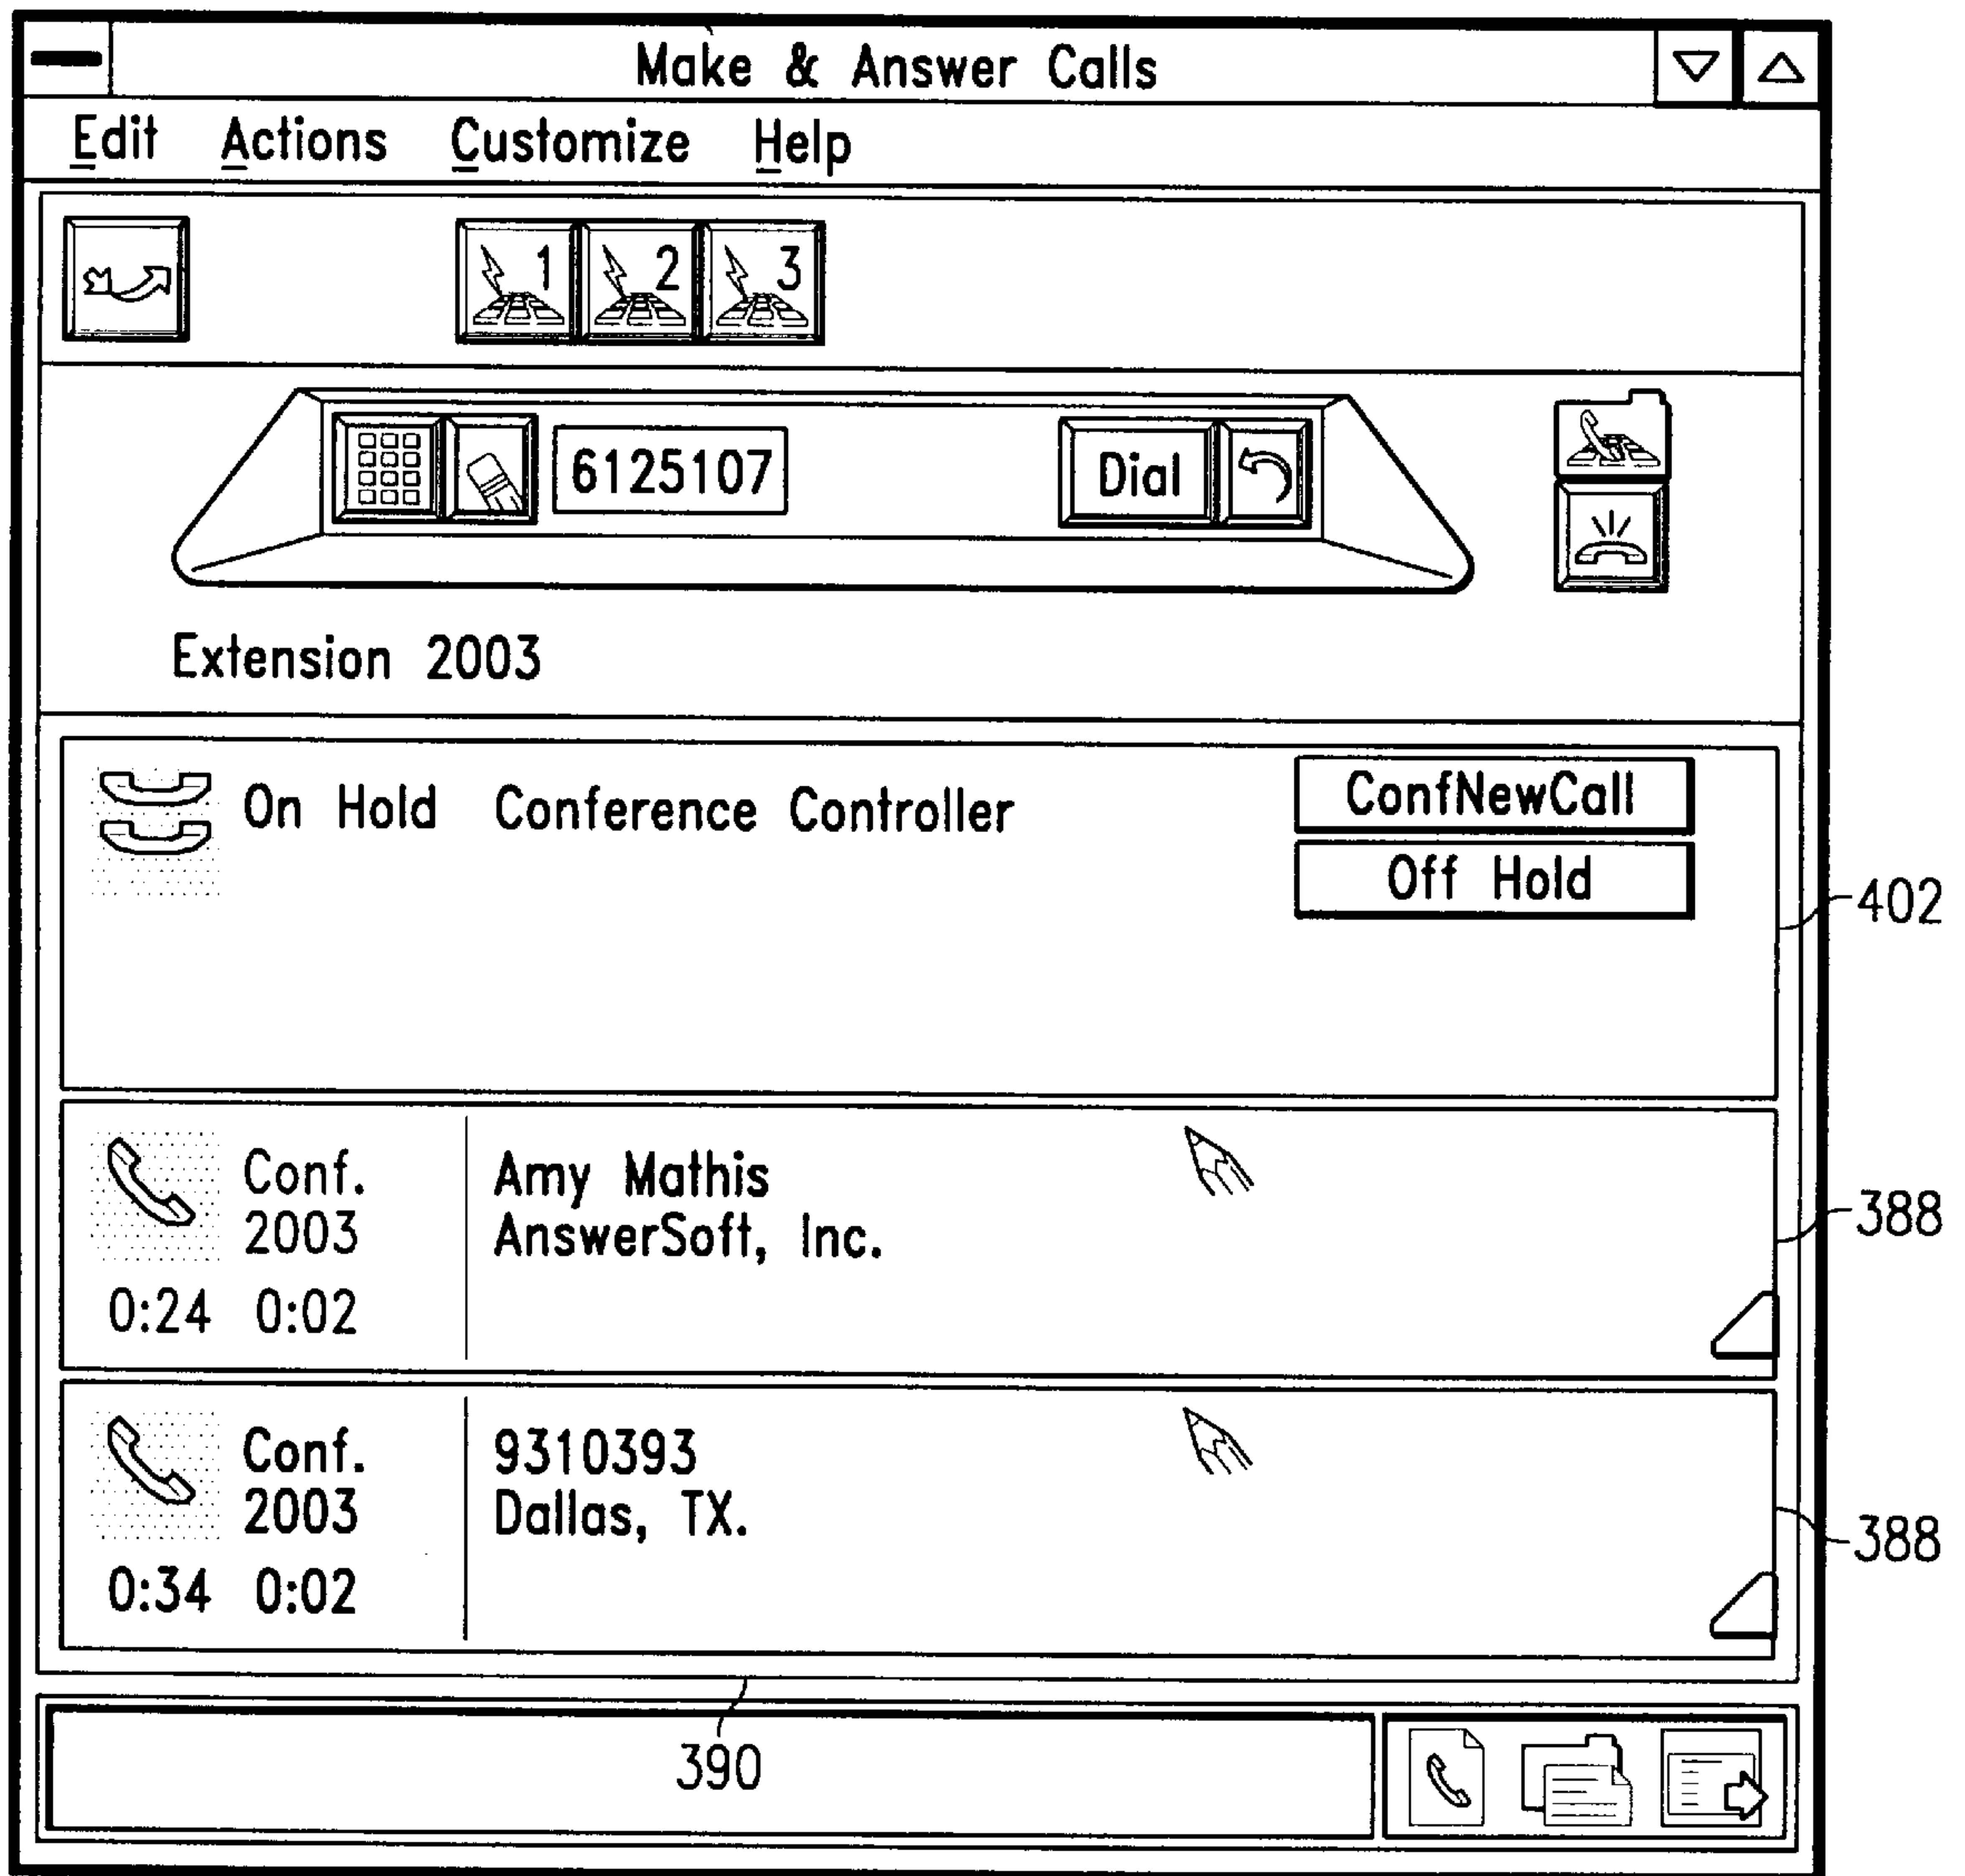 Make & Answer Calls
Edit Actions Customize Help
1 2 3
6125107 Dial
Extension 2003
On Hold Conference Controller ConfNewCall
Off Hold
402
Conf. Amy Mathis
2003 AnswerSoft, Inc.
388
0:24 0:02
Conf. 9310393
2003 Dallas, TX.
388
0:34 0:02
390